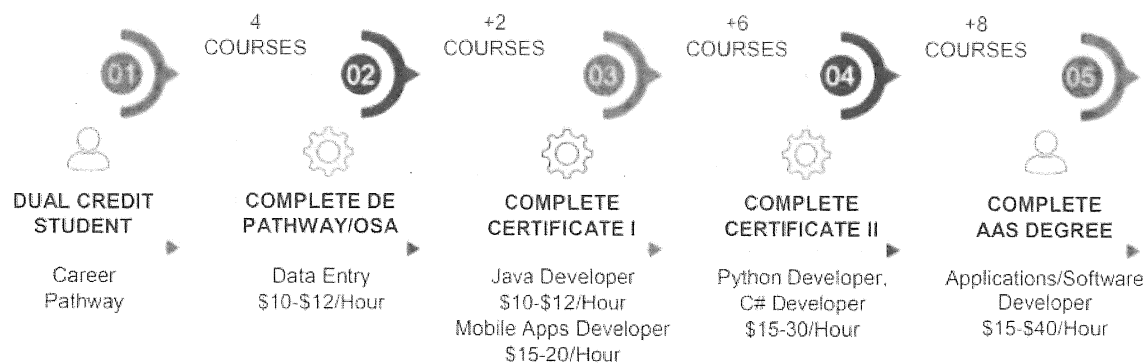 4
COURSES
+2
COURSES
+6
COURSES
+8
COURSES
01
02
03
04
05
DUAL CREDIT
STUDENT
Career
Pathway
COMPLETE DE
PATHWAY/OSA
Data Entry
$10-$12/Hour
COMPLETE
CERTIFICATE I
Java Developer
$10-$12/Hour
Mobile Apps Developer
$15-20/Hour
COMPLETE
CERTIFICATE II
Python Developer,
C# Developer
$15-30/Hour
COMPLETE
AAS DEGREE
Applications/Software
Developer
$15-$40/Hour